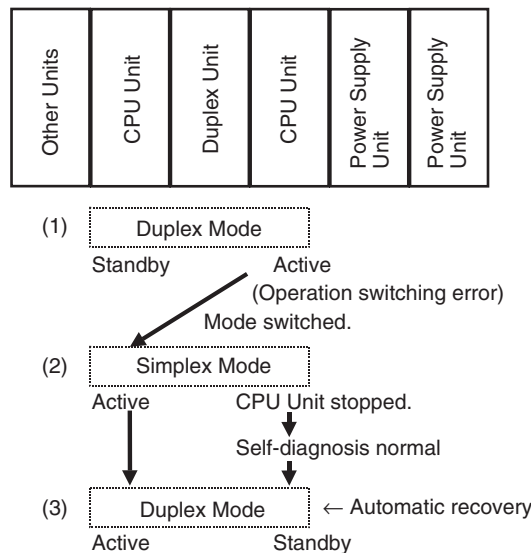 Other Units
CPU Unit
Duplex Unit
CPU Unit
Power Supply
Unit
Power Supply
Unit
(1) Duplex Mode
Standby Active
(Operation switching error)
Mode switched.
(2) Simplex Mode
Active CPU Unit stopped.
Self-diagnosis normal
(3) Duplex Mode ← Automatic recovery
Active Standby